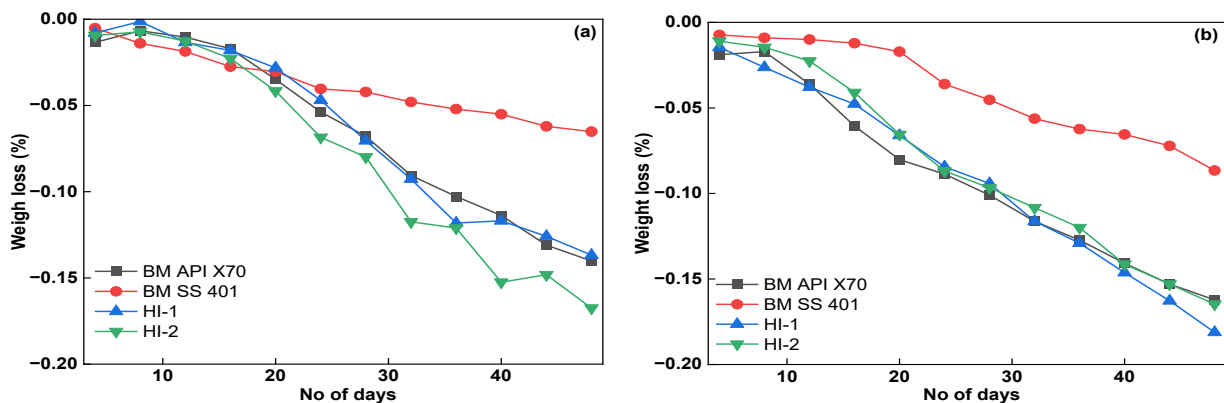 (a)
Weigh loss (%)
0.00
−0.05
−0.10
−0.15
−0.20
BM API X70
BM SS 401
HI-1
HI-2
10 20 30 40
No of days
(b)
Weight loss (%)
0.00
−0.05
−0.10
−0.15
−0.20
BM API X70
BM SS 401
HI-1
HI-2
10 20 30 40
No of days